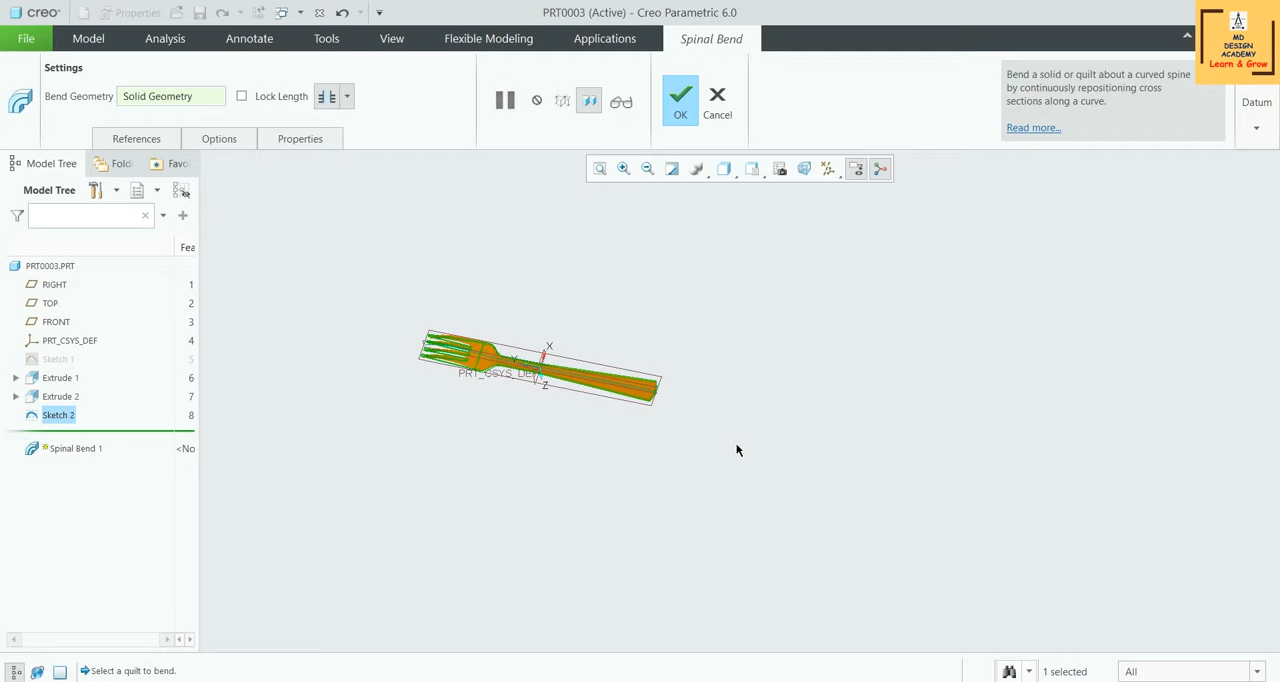 creo
Properties
PRT0003 (Active) - Creo Parametric 6.0
File
Model
Analysis
Annotate
Tools
View
Flexible Modeling
Applications
Spinal Bend
MD
DESIGN
ACADEMY
Learn & Grow
Settings
Bend Geometry
Solid Geometry
Lock Length
OK
Cancel
Bend a solid or quilt about a curved spine
by continuously repositioning cross
sections along a curve.
Read more...
Datum
References
Options
Properties
Model Tree
Fold
Favo
Model Tree
Fea
PRT0003.PRT
RIGHT 1
TOP 2
FRONT 3
PRT_CSYS_DEF 4
Sketch 1 5
Extrude 1 6
Extrude 2 7
Sketch 2 8
Spinal Bend 1 <No
X
Y
PRT_CSYS_DEF
Z
Select a quilt to bend.
1 selected
All